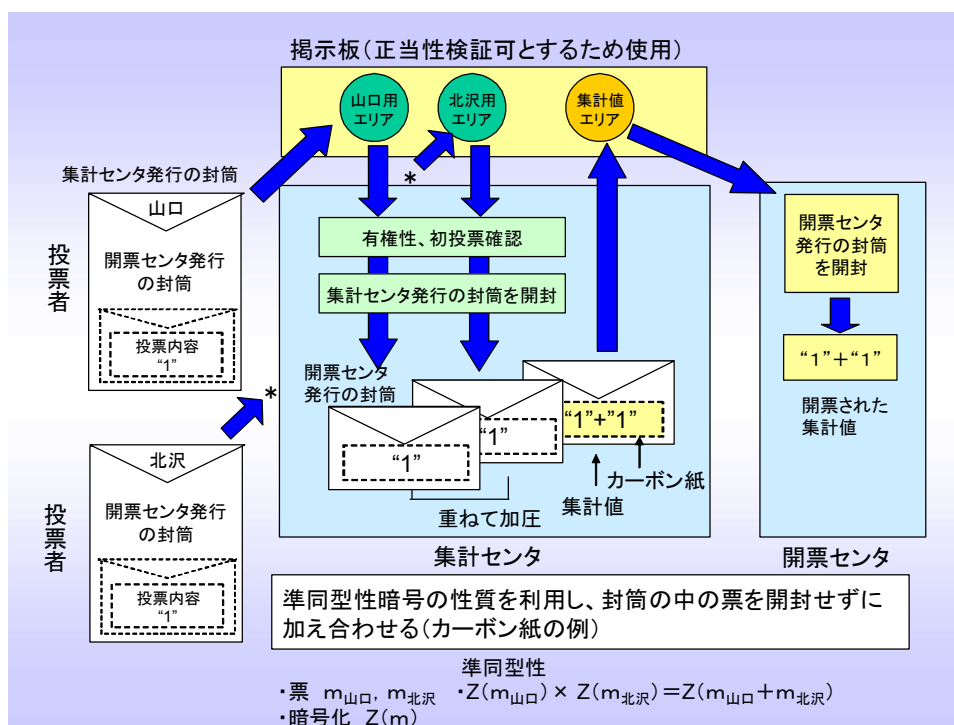 掲示板（正当性検証可とするため使用）
山口用
エリア
北沢用
エリア
集計値
エリア
集計センタ発行の封筒
山口
開票センタ発行
の封筒
投票内容
“1”
投票者
*
*
北沢
開票センタ発行
の封筒
投票内容
“1”
投票者
有権性、初投票確認
集計センタ発行の封筒を開封
開票センタ
発行の封筒
“1”
“1”
“1”+”1”
カーボン紙
集計値
重ねて加圧
集計センタ
開票センタ
発行の封筒
を開封
“1”＋“1”
開票された
集計値
開票センタ
準同型性暗号の性質を利用し、封筒の中の票を開封せずに
加え合わせる（カーボン紙の例）
準同型性
・票　m山口, m北沢　・Z(m山口)× Z(m北沢)＝Z(m山口＋m北沢)
・暗号化　Z(m)